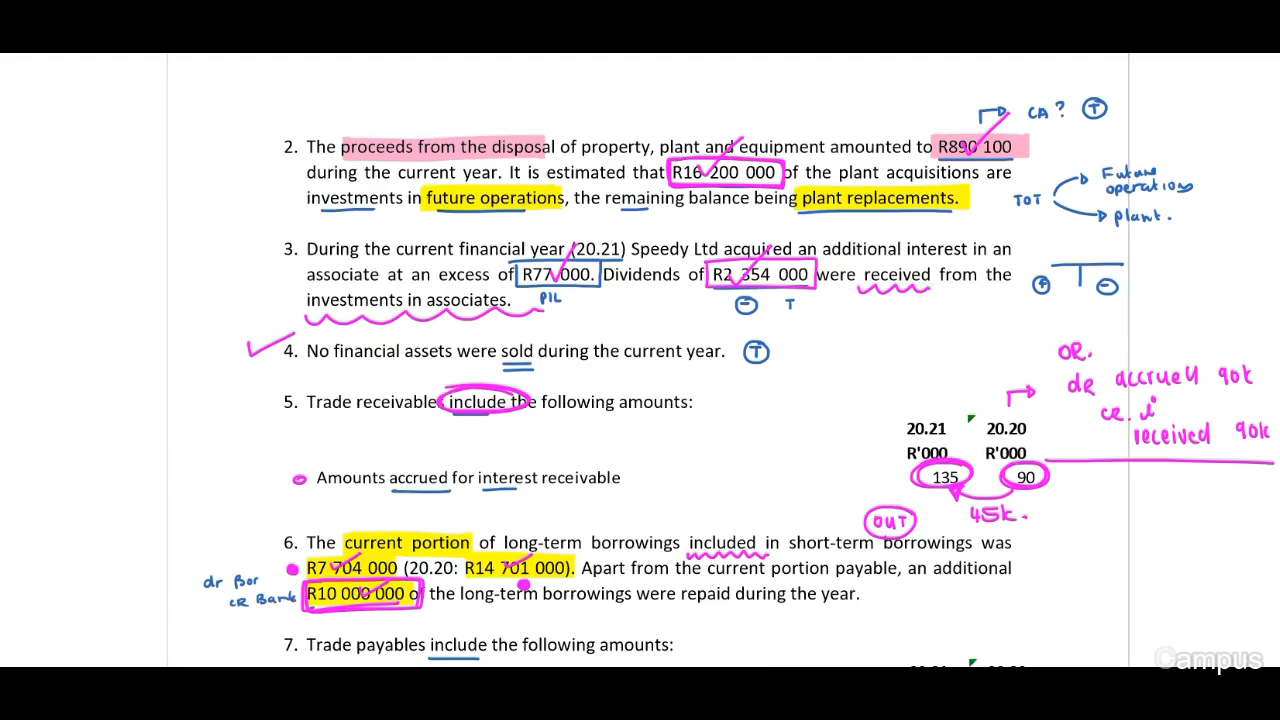 CA? T
2. The proceeds from the disposal of property, plant and equipment amounted to R890 100
during the current year. It is estimated that R16 200 000 of the plant acquisitions are
investments in future operations, the remaining balance being plant replacements.
TOT
Future
operations
plant.
3. During the current financial year (20.21) Speedy Ltd acquired an additional interest in an
associate at an excess of R77 000. Dividends of R2 354 000 were received from the
investments in associates.
P/L
- T
+ -
4. No financial assets were sold during the current year. T
OR.
dr accruell 90k
cr. i
received 90k
5. Trade receivables include the following amounts:
20.21 20.20
R'000 R'000
Amounts accrued for interest receivable 135 90
OUT 45k.
6. The current portion of long-term borrowings included in short-term borrowings was
R7 704 000 (20.20: R14 701 000). Apart from the current portion payable, an additional
R10 000 000 of the long-term borrowings were repaid during the year.
dr Bor
CR Bank
7. Trade payables include the following amounts:
Campus